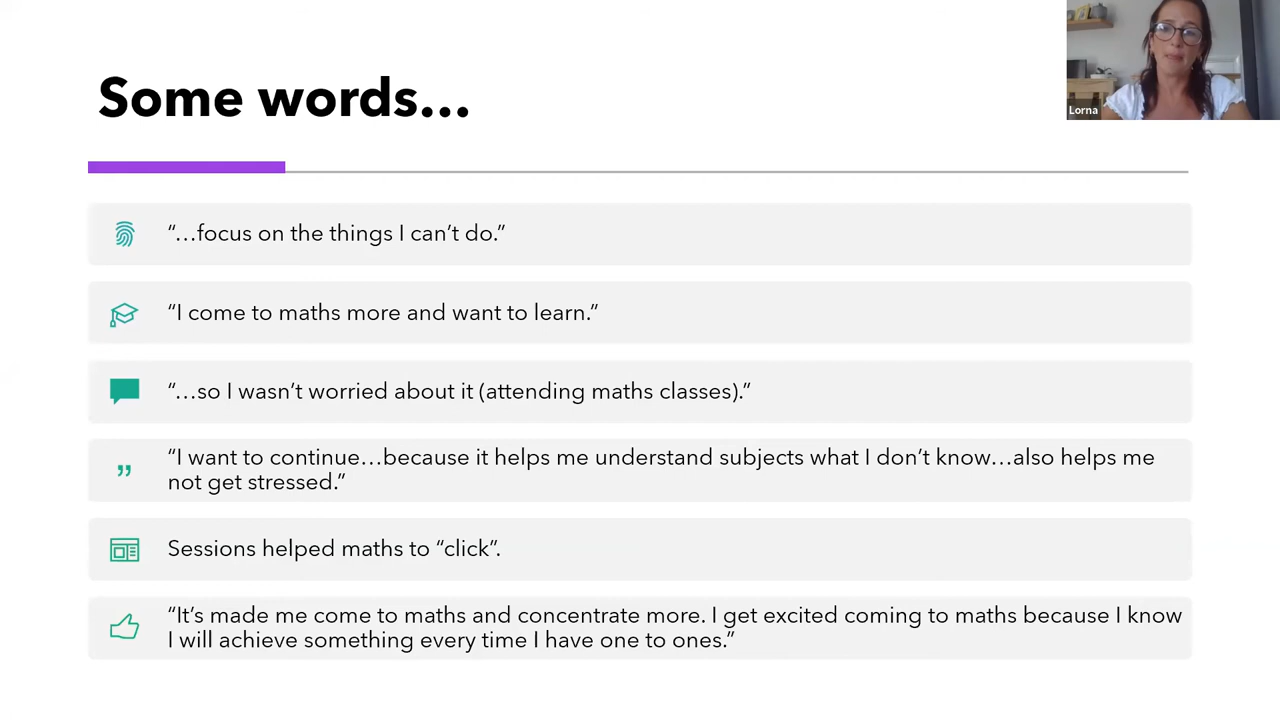 Some words...
Lorna
“...focus on the things I can’t do.”
“I come to maths more and want to learn.”
“...so I wasn’t worried about it (attending maths classes).”
“I want to continue...because it helps me understand subjects what I don’t know...also helps me
not get stressed.”
Sessions helped maths to “click”.
“It’s made me come to maths and concentrate more. I get excited coming to maths because I know
I will achieve something every time I have one to ones.”